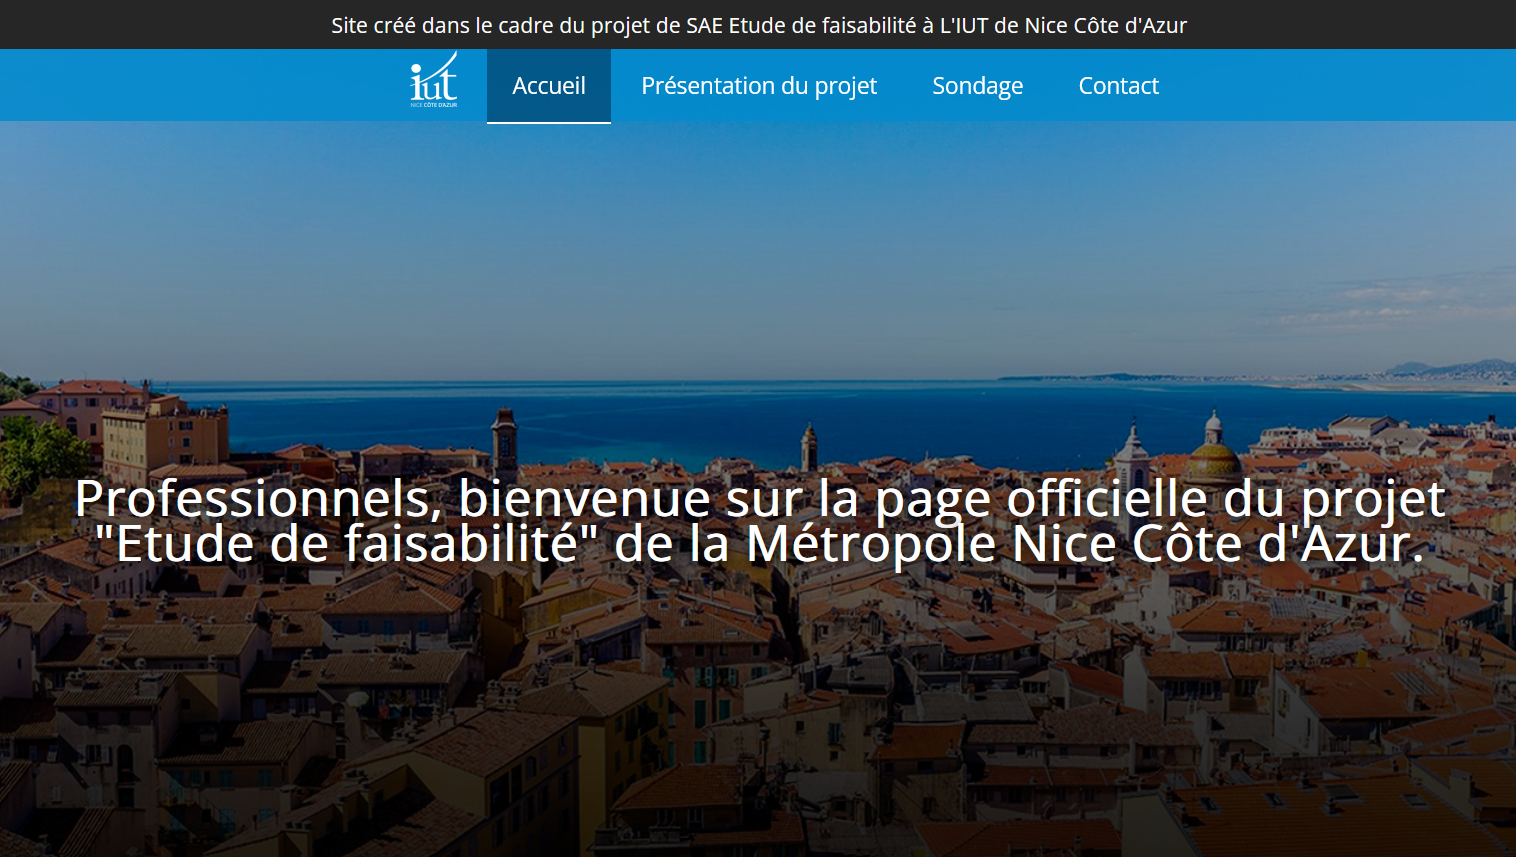 Site créé dans le cadre du projet de SAE Etude de faisabilité à L'IUT de Nice Côte d'Azur
iut
NICE CÔTE D'AZUR
Accueil
Présentation du projet
Sondage
Contact
Professionnels, bienvenue sur la page officielle du projet
"Etude de faisabilité" de la Métropole Nice Côte d'Azur.